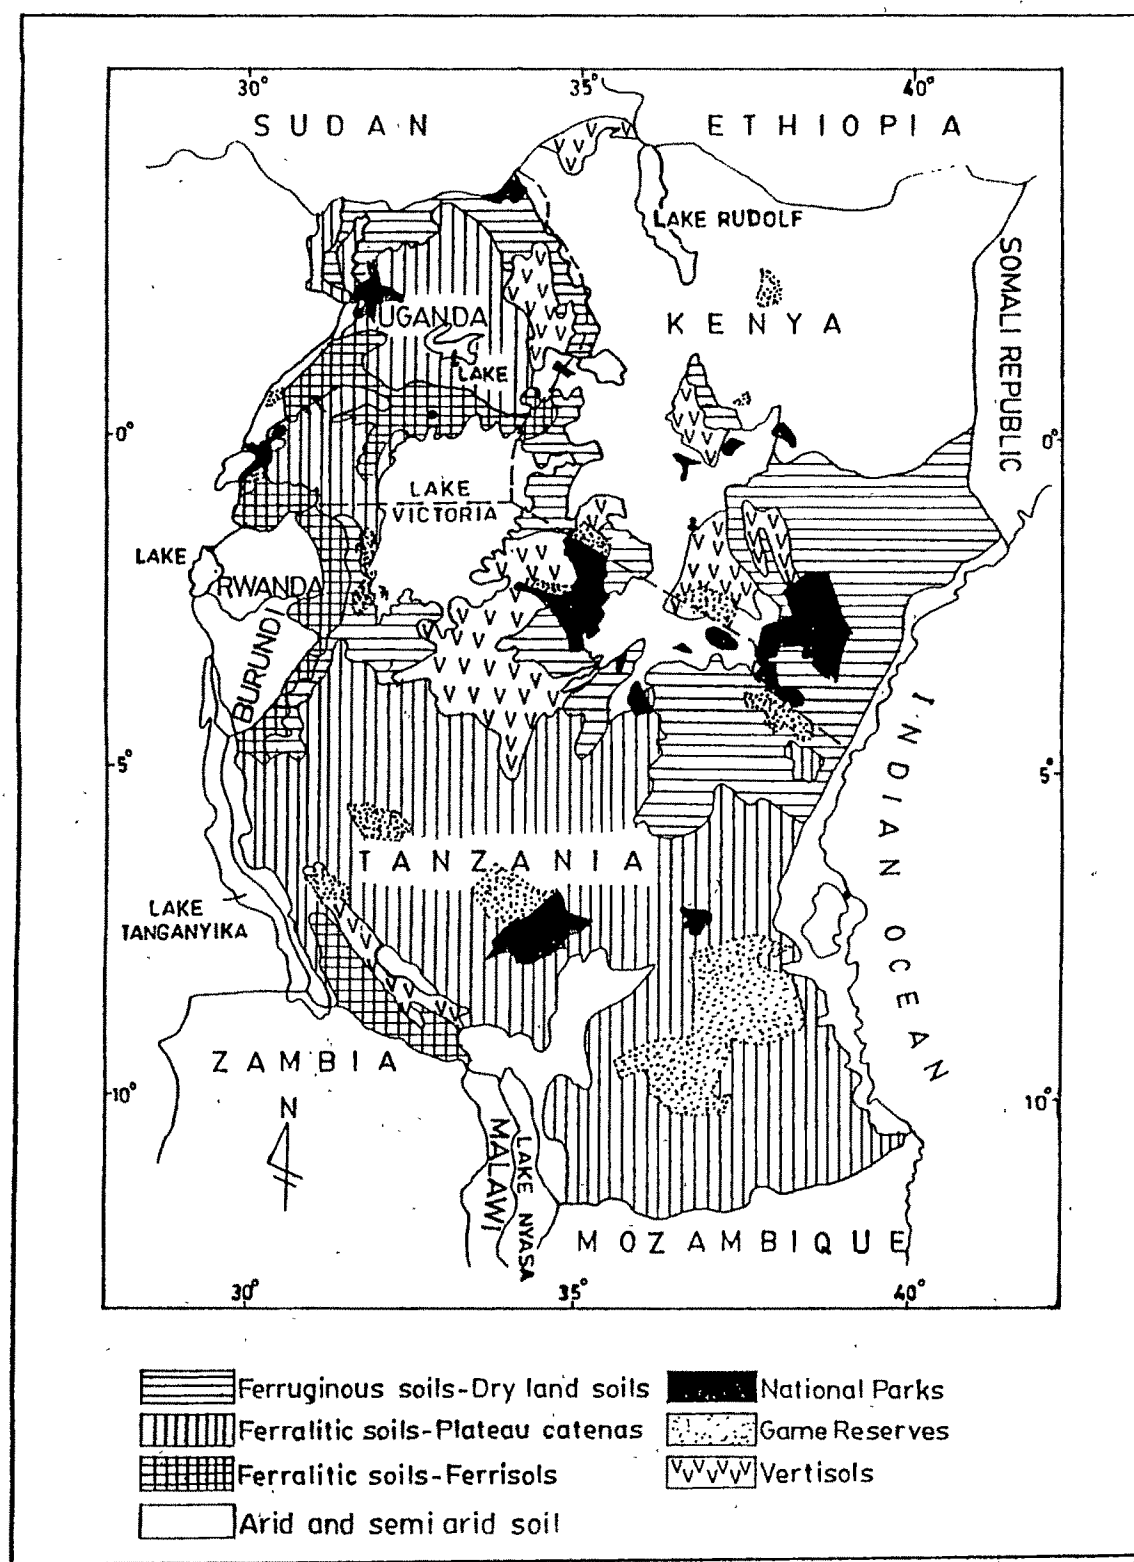 30° 35° 40°
SUDAN ETHIOPIA
LAKE RUDOLF
SOMALI REPUBLIC
UGANDA
KENYA
LAKE
0° 0°
LAKE
VICTORIA
LAKE
RWANDA
BURUNDI
INDIAN OCEAN
5° 5°
TANZANIA
LAKE
TANGANYIKA
ZAMBIA
10° 10°
N
MALAWI
LAKE NYASA
MOZAMBIQUE
30° 35° 40°
Ferruginous soils-Dry land soils
Ferralitic soils-Plateau catenas
Ferralitic soils-Ferrisols
Arid and semi arid soil
National Parks
Game Reserves
Vertisols